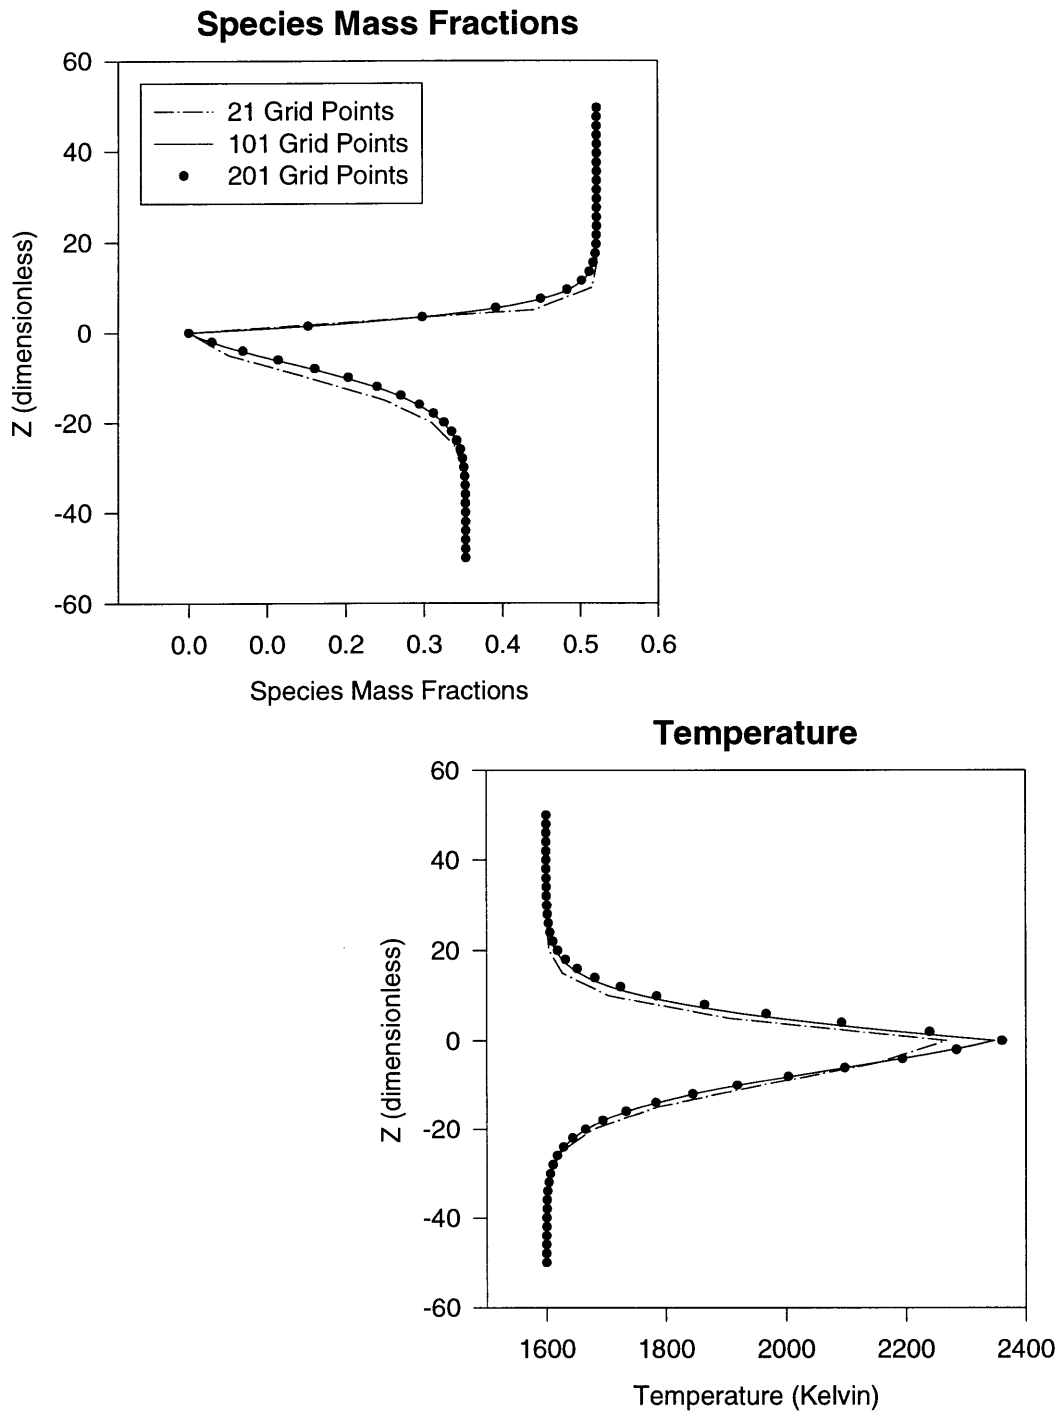 Species Mass Fractions
60
40
20
0
-20
-40
-60
Z (dimensionless)
21 Grid Points
101 Grid Points
201 Grid Points
0.0 0.0 0.2 0.3 0.4 0.5 0.6
Species Mass Fractions
Temperature
60
40
20
0
-20
-40
-60
Z (dimensionless)
1600 1800 2000 2200 2400
Temperature (Kelvin)